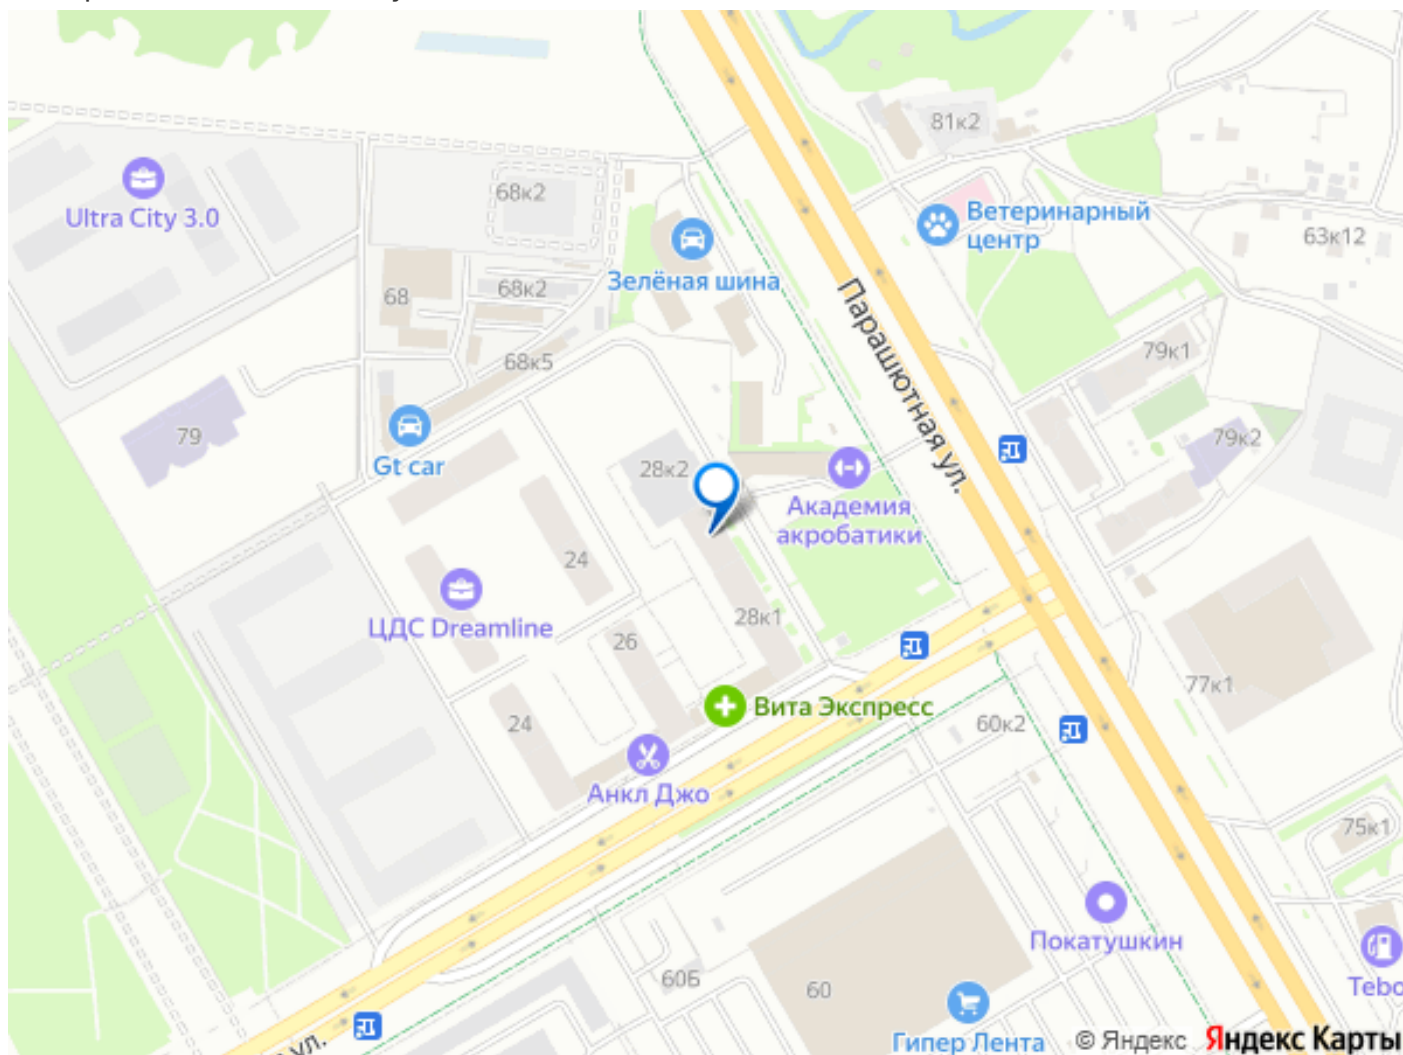 81к2
68к2
Ultra City 3.0
Ветеринарный
центр
63к12
Зелёная шина
68
68к2
Парашютная ул.
79к1
68к5
79
79к2
Gt car
28к2
Академия
акробатики
24
ЦДС Dreamline
26
28к1
77к1
24
Вита Экспресс
60к2
Анкл Джо
75к1
Покатушкин
60Б
60
Tebo
ул.
Гипер Лента
© Яндекс Яндекс Карты